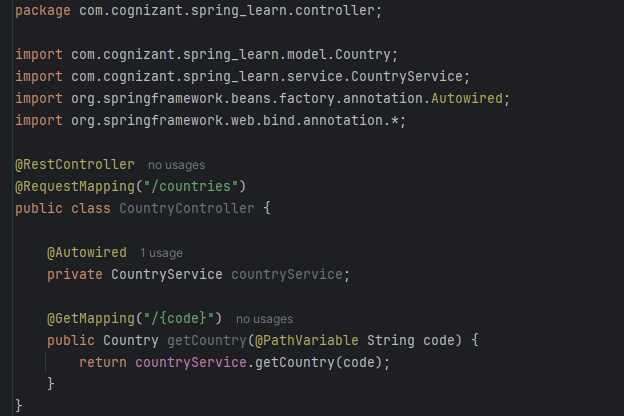 package com.cognizant.spring_learn.controller;
import com.cognizant.spring_learn.model.Country;
import com.cognizant.spring_learn.service.CountryService;
import org.springframework.beans.factory.annotation.Autowired;
import org.springframework.web.bind.annotation.*;
@RestController no usages
@RequestMapping("/countries")
public class CountryController {
@Autowired 1 usage
private CountryService countryService;
@GetMapping("/{code}") no usages
public Country getCountry(@PathVariable String code) {
return countryService.getCountry(code);
}
}